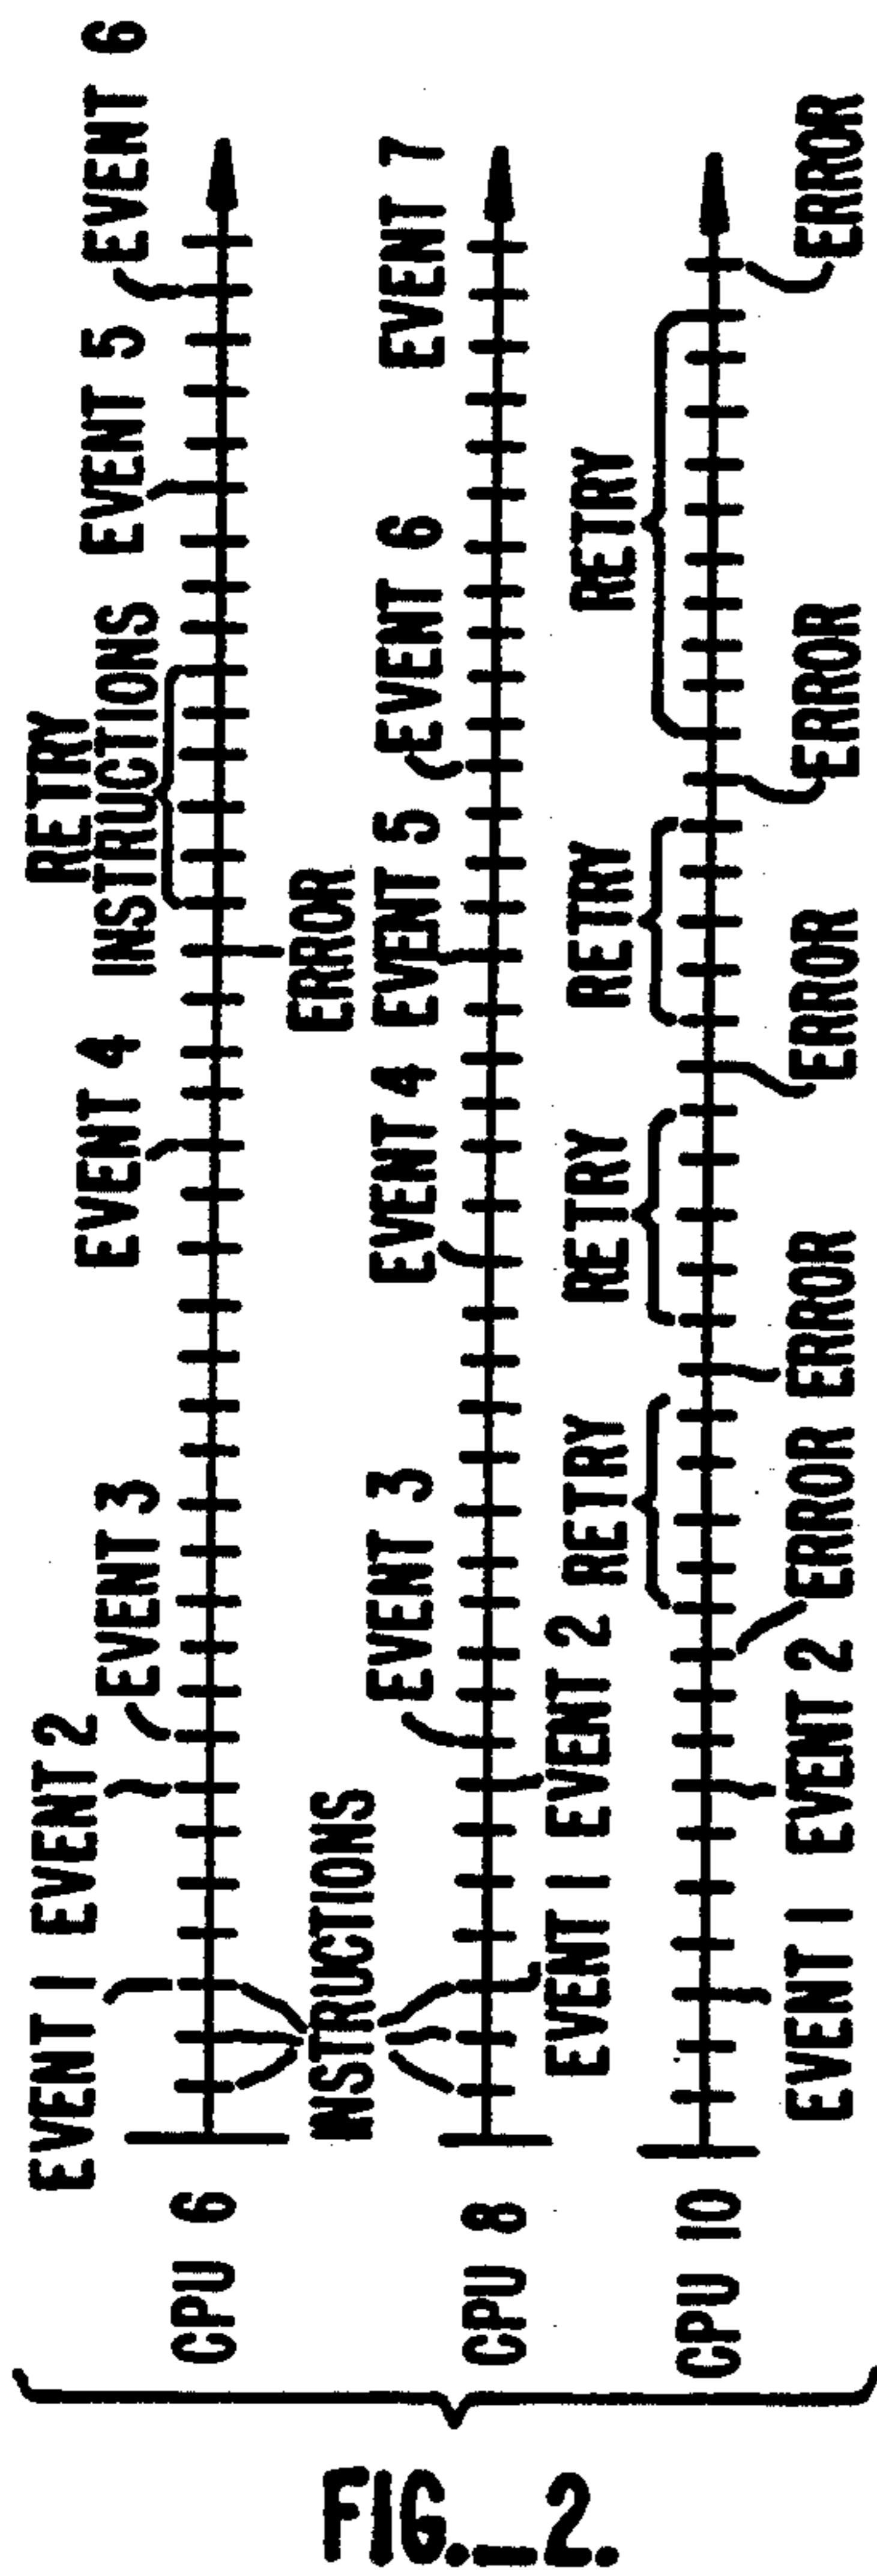 EVENT 1 EVENT 2
EVENT 3
EVENT 4
RETRY
INSTRUCTIONS
EVENT 5
EVENT 6
CPU 6
ERROR
INSTRUCTIONS
EVENT 3
EVENT 4
EVENT 5
EVENT 6
EVENT 7
CPU 8
EVENT 1 EVENT 2
RETRY
RETRY
RETRY
RETRY
CPU 10
EVENT 1 EVENT 2
ERROR
ERROR
ERROR
ERROR
ERROR
FIG._2.